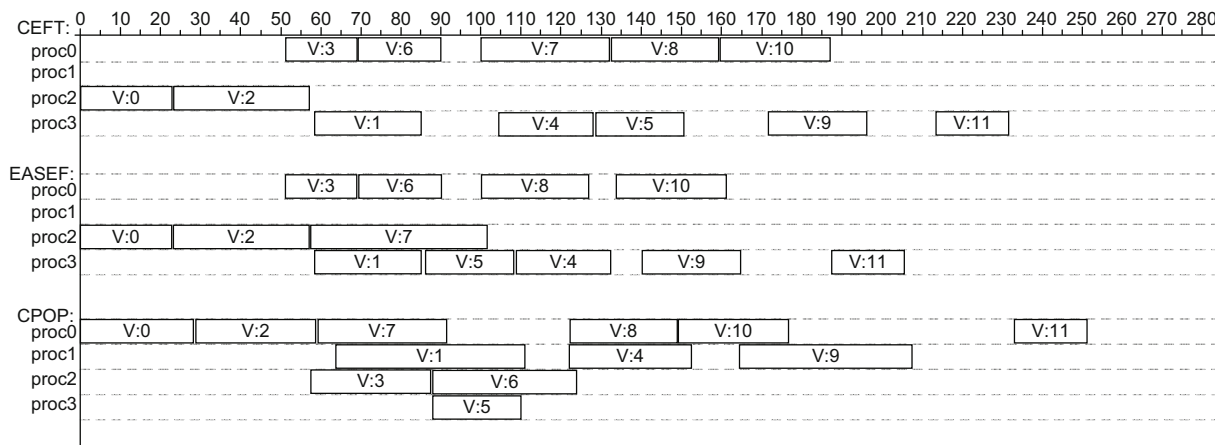 0 10 20 30 40 50 60 70 80 90 100 110 120 130 140 150 160 170 180 190 200 210 220 230 240 250 260 270 280
CEFT:
proc0 V:3 V:6 V:7 V:8 V:10
proc1
proc2 V:0 V:2
proc3 V:1 V:4 V:5 V:9 V:11
EASEF:
proc0 V:3 V:6 V:8 V:10
proc1
proc2 V:0 V:2 V:7
proc3 V:1 V:5 V:4 V:9 V:11
CPOP:
proc0 V:0 V:2 V:7 V:8 V:10 V:11
proc1 V:1 V:4 V:9
proc2 V:3 V:6
proc3 V:5